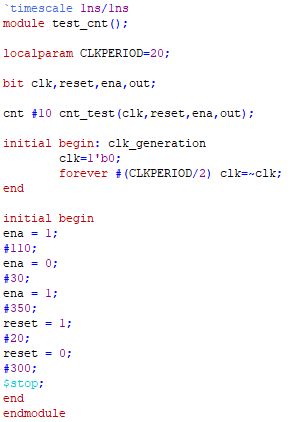 `timescale 1ns/1ns
module test_cnt();
localparam CLKPERIOD=20;
bit clk,reset,ena,out;
cnt #10 cnt_test(clk,reset,ena,out);
initial begin: clk_generation
clk=1'b0;
forever #(CLKPERIOD/2) clk=~clk;
end
initial begin
ena = 1;
#110;
ena = 0;
#30;
ena = 1;
#350;
reset = 1;
#20;
reset = 0;
#300;
$stop;
end
endmodule